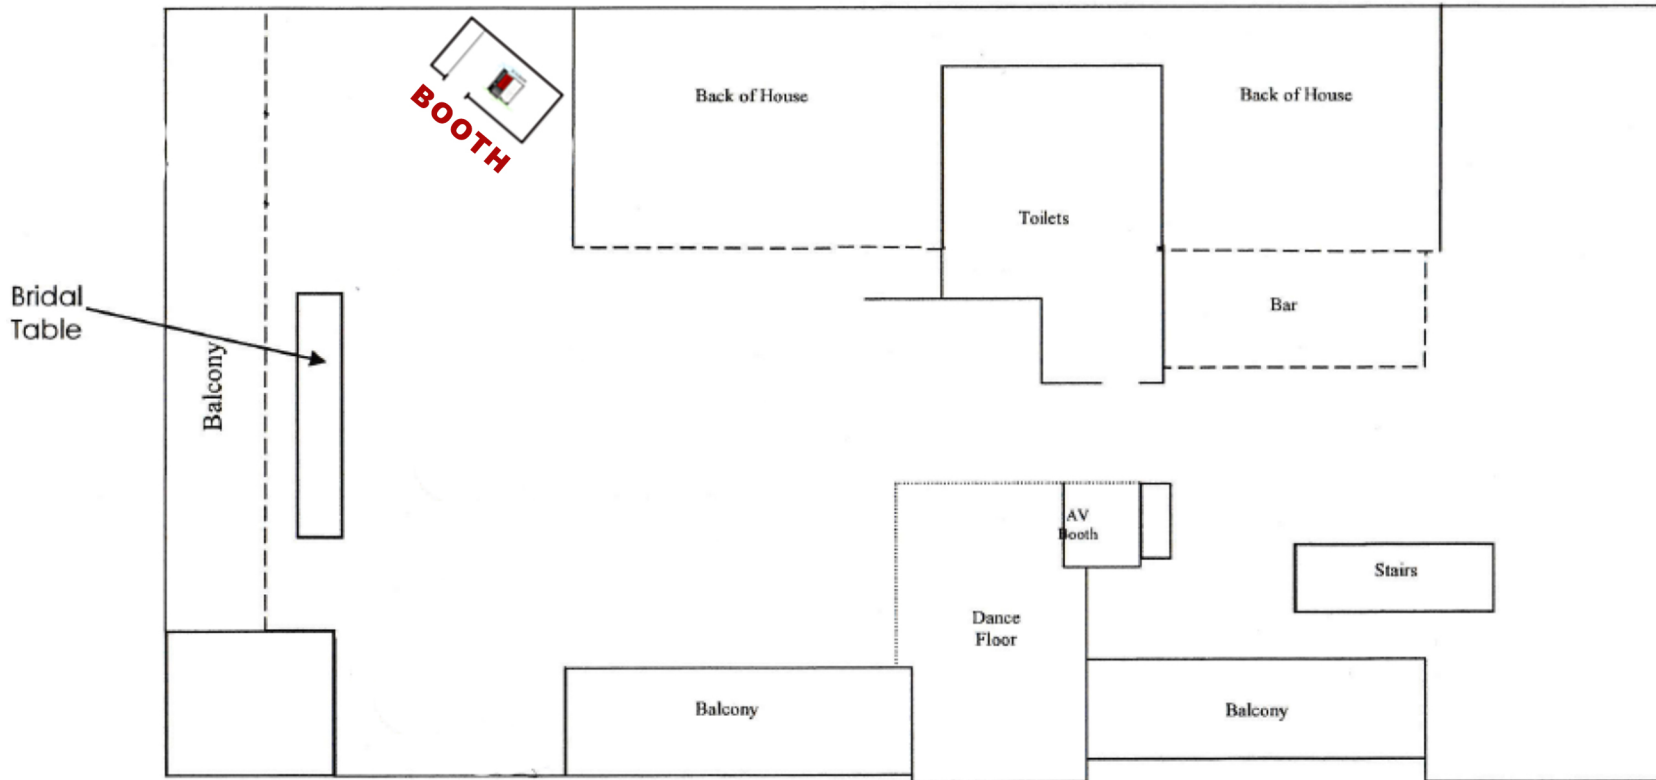 BOOTH
Back of House
Back of House
Toilets
Bar
Bridal
Table
Balcony
AV
Booth
Stairs
Dance
Floor
Balcony
Balcony